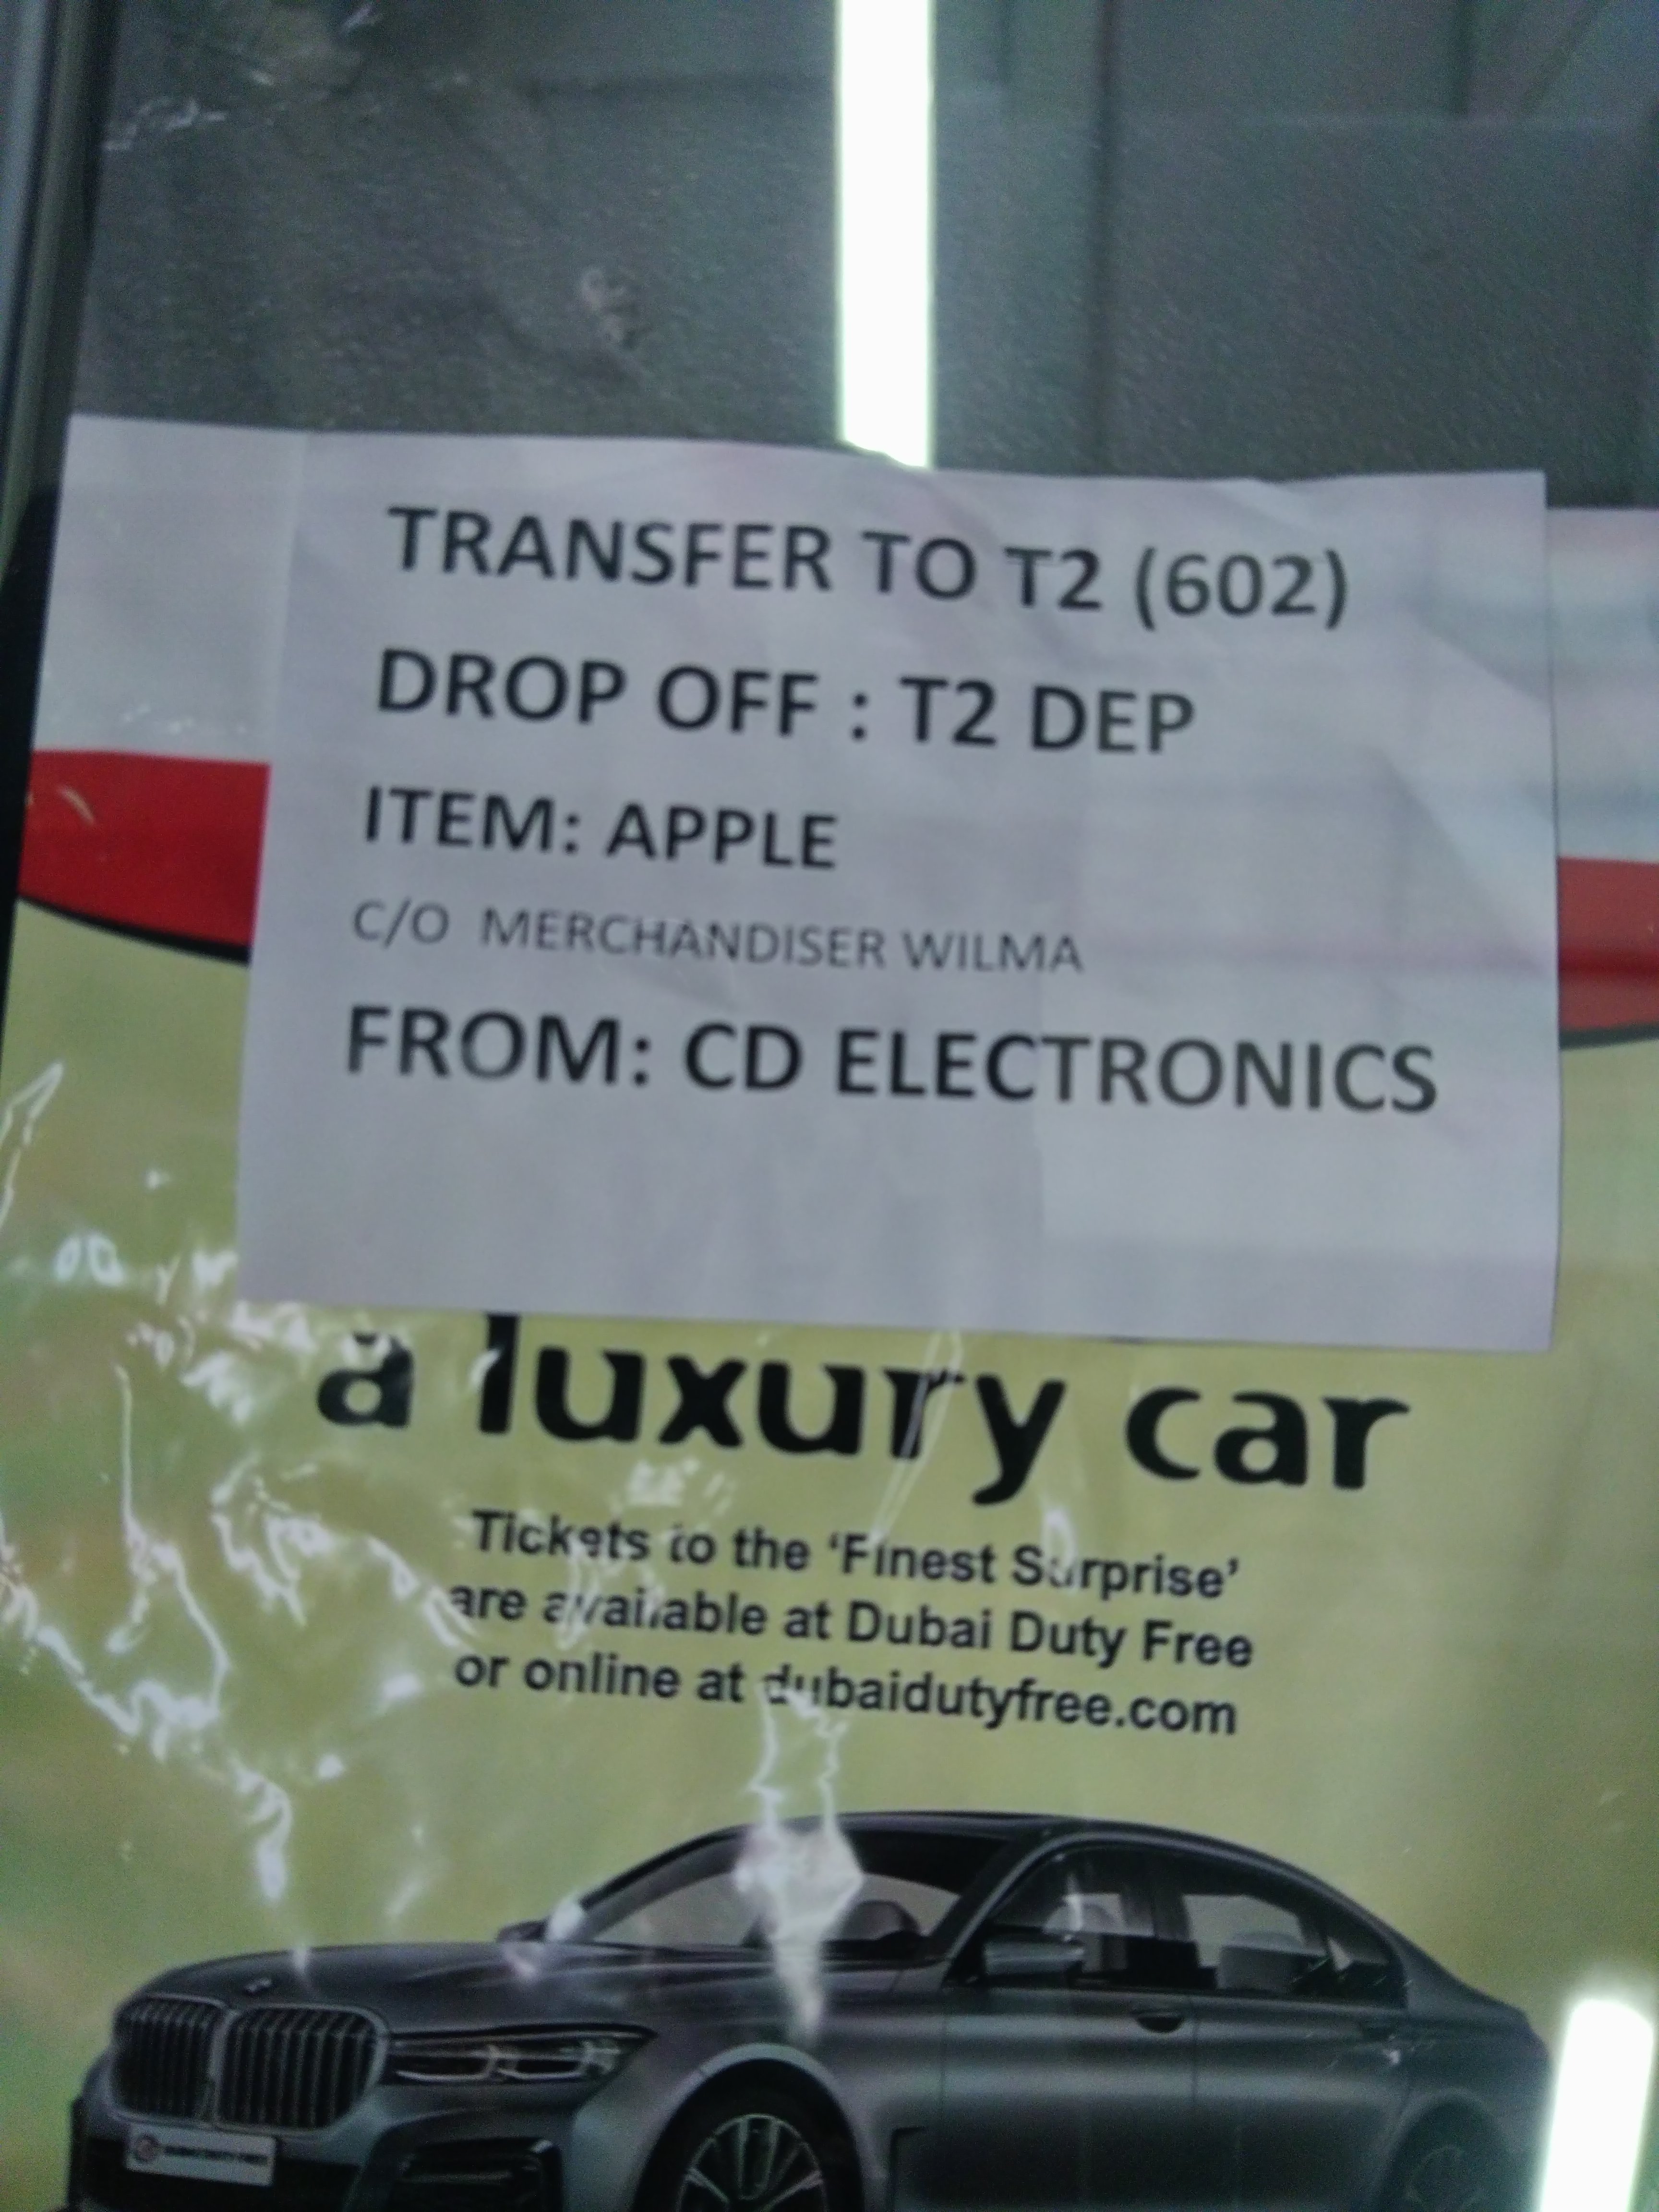 TRANSFER TO T2 (602)
DROP OFF : T2 DEP
ITEM: APPLE
C/O MERCHANDISER WILMA
FROM: CD ELECTRONICS
a luxury car
Tickets to the ‘Finest Surprise’
are available at Dubai Duty Free
or online at dubaidutyfree.com